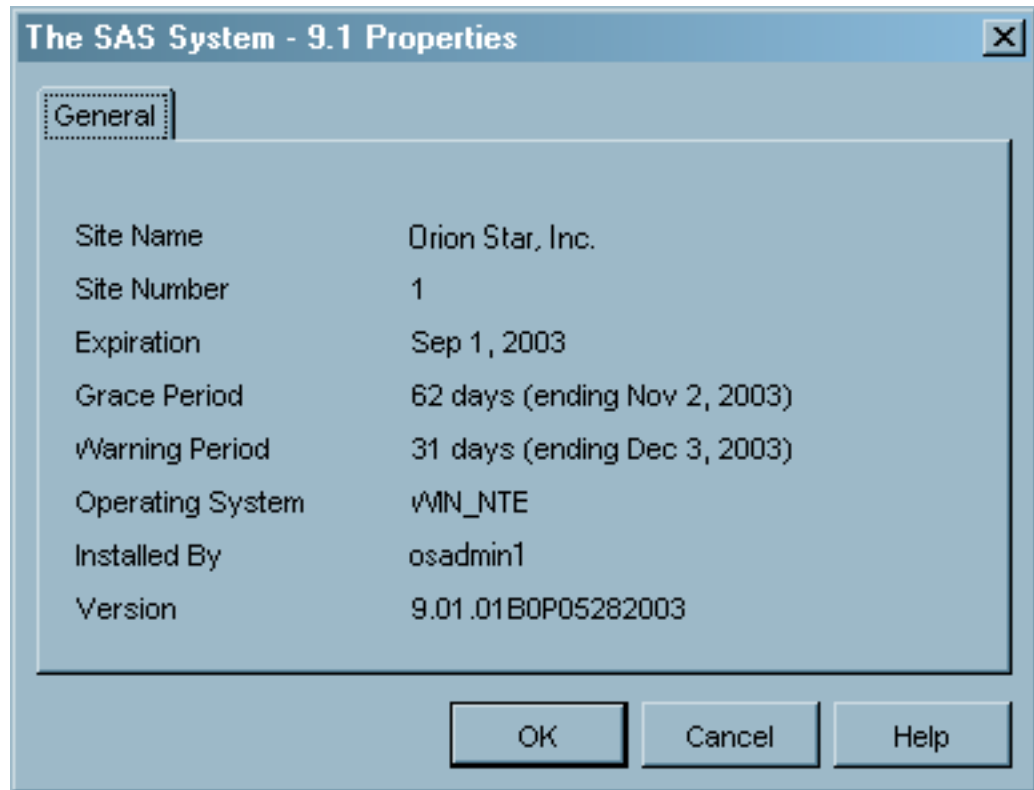 The SAS System - 9.1 Properties
General
Site Name Orion Star, Inc.
Site Number 1
Expiration Sep 1, 2003
Grace Period 62 days (ending Nov 2, 2003)
Warning Period 31 days (ending Dec 3, 2003)
Operating System WIN_NTE
Installed By osadmin1
Version 9.01.01B0P05282003
OK Cancel Help